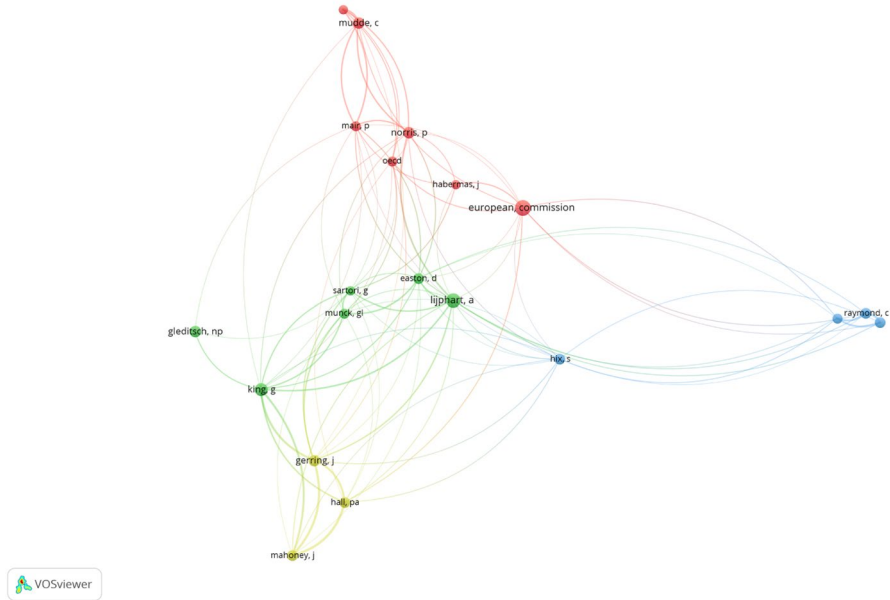 mudde, c
mair, p
norris, p
oecd
habermas, j
european, commission
easton, d
sartori, g
lijphart, a
munck, gl
raymond, c
gleditsch, np
hix, s
king, g
gerring, j
hall, pa
mahoney, j
VOSviewer